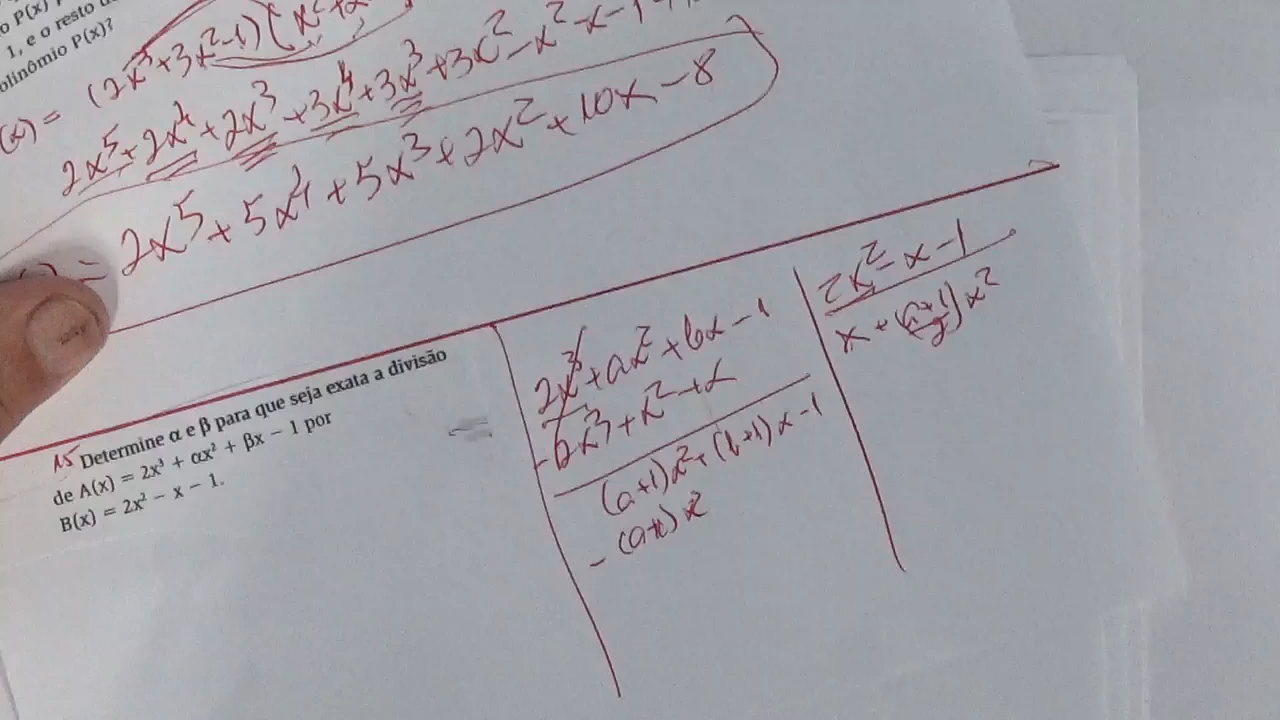 o P(x)
1, e o resto
olinômio P(x)?
(x) = (2x³+3x²-1)(x²+x
2x⁵+2x⁴+2x³+3x⁴+3x³+3x²-x²-x-1
= 2x⁵+5x⁴+5x³+2x²+10x-8
15 Determine α e β para que seja exata a divisão
de A(x) = 2x³ + αx² + βx − 1 por
B(x) = 2x² − x − 1.
2x³+ax²+bx-1
-2x³+x²+x
(a+1)x²+(b+1)x-1
-(a+1)x²
2x²-x-1
x+(a+1)x²